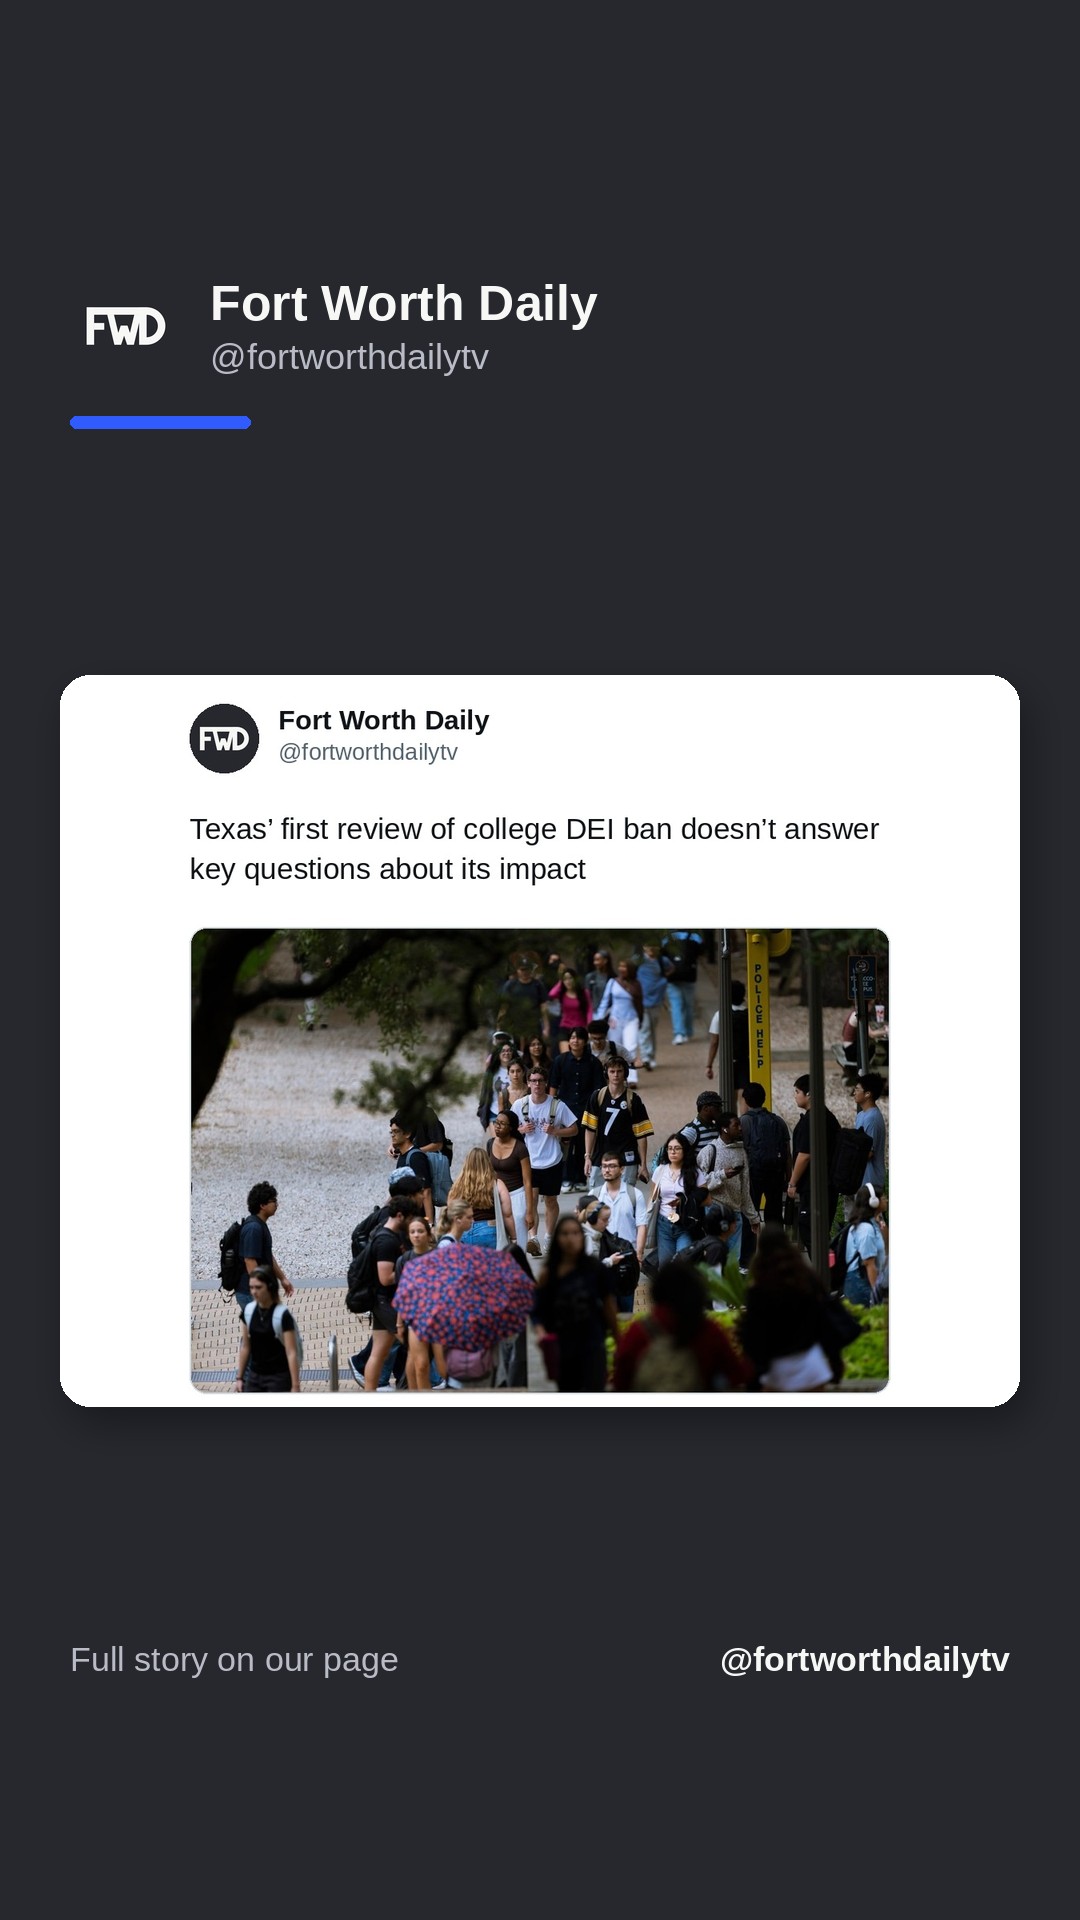 FWD
Fort Worth Daily
@fortworthdailytv
FWD
Fort Worth Daily
@fortworthdailytv
Texas’ first review of college DEI ban doesn’t answer
key questions about its impact
POLICE HELP
7
Full story on our page
@fortworthdailytv